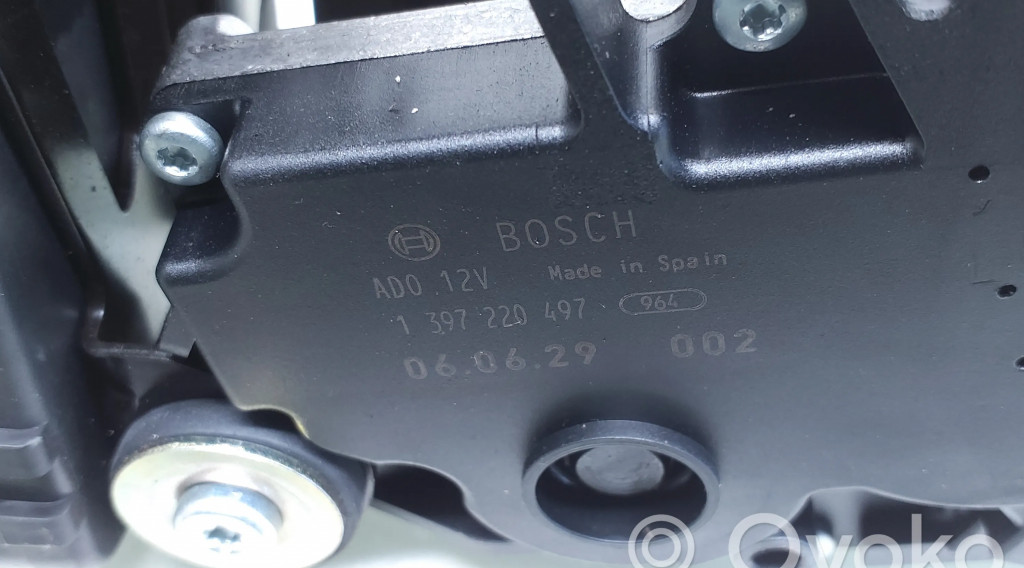 BOSCH
ADO 12V Made in Spain
1 397 220 497 964
06.06.29 002
© Ovoko